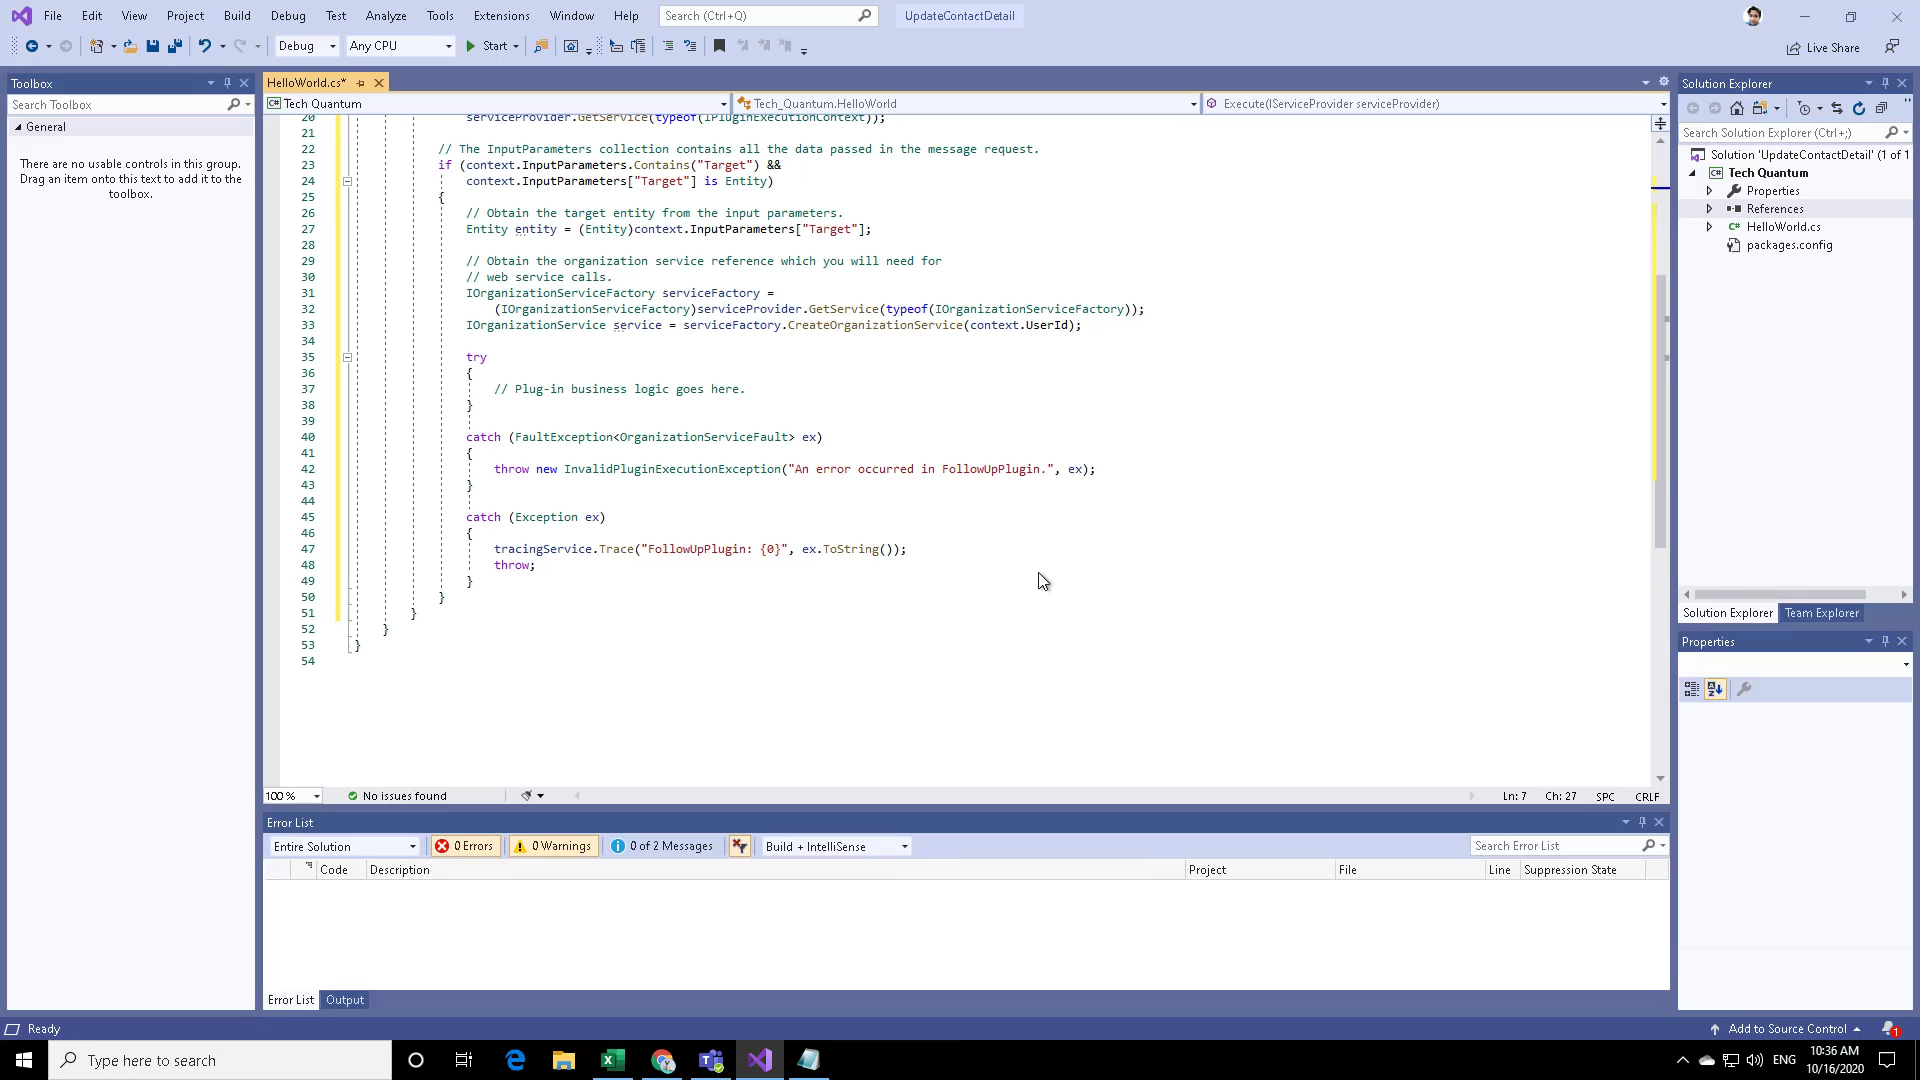 File Edit View Project Build Debug Test Analyze Tools Extensions Window Help Search (Ctrl+Q) UpdateContactDetail
Debug Any CPU Start Live Share
Toolbox
Search Toolbox
General
There are no usable controls in this group.
Drag an item onto this text to add it to the
toolbox.
HelloWorld.cs*
Tech Quantum Tech_Quantum.HelloWorld Execute(IServiceProvider serviceProvider)
20 serviceProvider.GetService(typeof(IPluginExecutionContext));
21
22 // The InputParameters collection contains all the data passed in the message request.
23 if (context.InputParameters.Contains("Target") &&
24 context.InputParameters["Target"] is Entity)
25 {
26 // Obtain the target entity from the input parameters.
27 Entity entity = (Entity)context.InputParameters["Target"];
28
29 // Obtain the organization service reference which you will need for
30 // web service calls.
31 IOrganizationServiceFactory serviceFactory =
32 (IOrganizationServiceFactory)serviceProvider.GetService(typeof(IOrganizationServiceFactory));
33 IOrganizationService service = serviceFactory.CreateOrganizationService(context.UserId);
34
35 try
36 {
37 // Plug-in business logic goes here.
38 }
39
40 catch (FaultException<OrganizationServiceFault> ex)
41 {
42 throw new InvalidPluginExecutionException("An error occurred in FollowUpPlugin.", ex);
43 }
44
45 catch (Exception ex)
46 {
47 tracingService.Trace("FollowUpPlugin: {0}", ex.ToString());
48 throw;
49 }
50 }
51 }
52 }
53 }
54
100 % No issues found Ln: 7 Ch: 27 SPC CRLF
Error List
Entire Solution 0 Errors 0 Warnings 0 of 2 Messages Build + IntelliSense Search Error List
Code Description Project File Line Suppression State
Error List Output
Solution Explorer
Search Solution Explorer (Ctrl+;)
Solution 'UpdateContactDetail' (1 of 1
C# Tech Quantum
Properties
References
C# HelloWorld.cs
packages.config
Solution Explorer Team Explorer
Properties
Ready Add to Source Control 1
Type here to search ENG 10:36 AM
10/16/2020